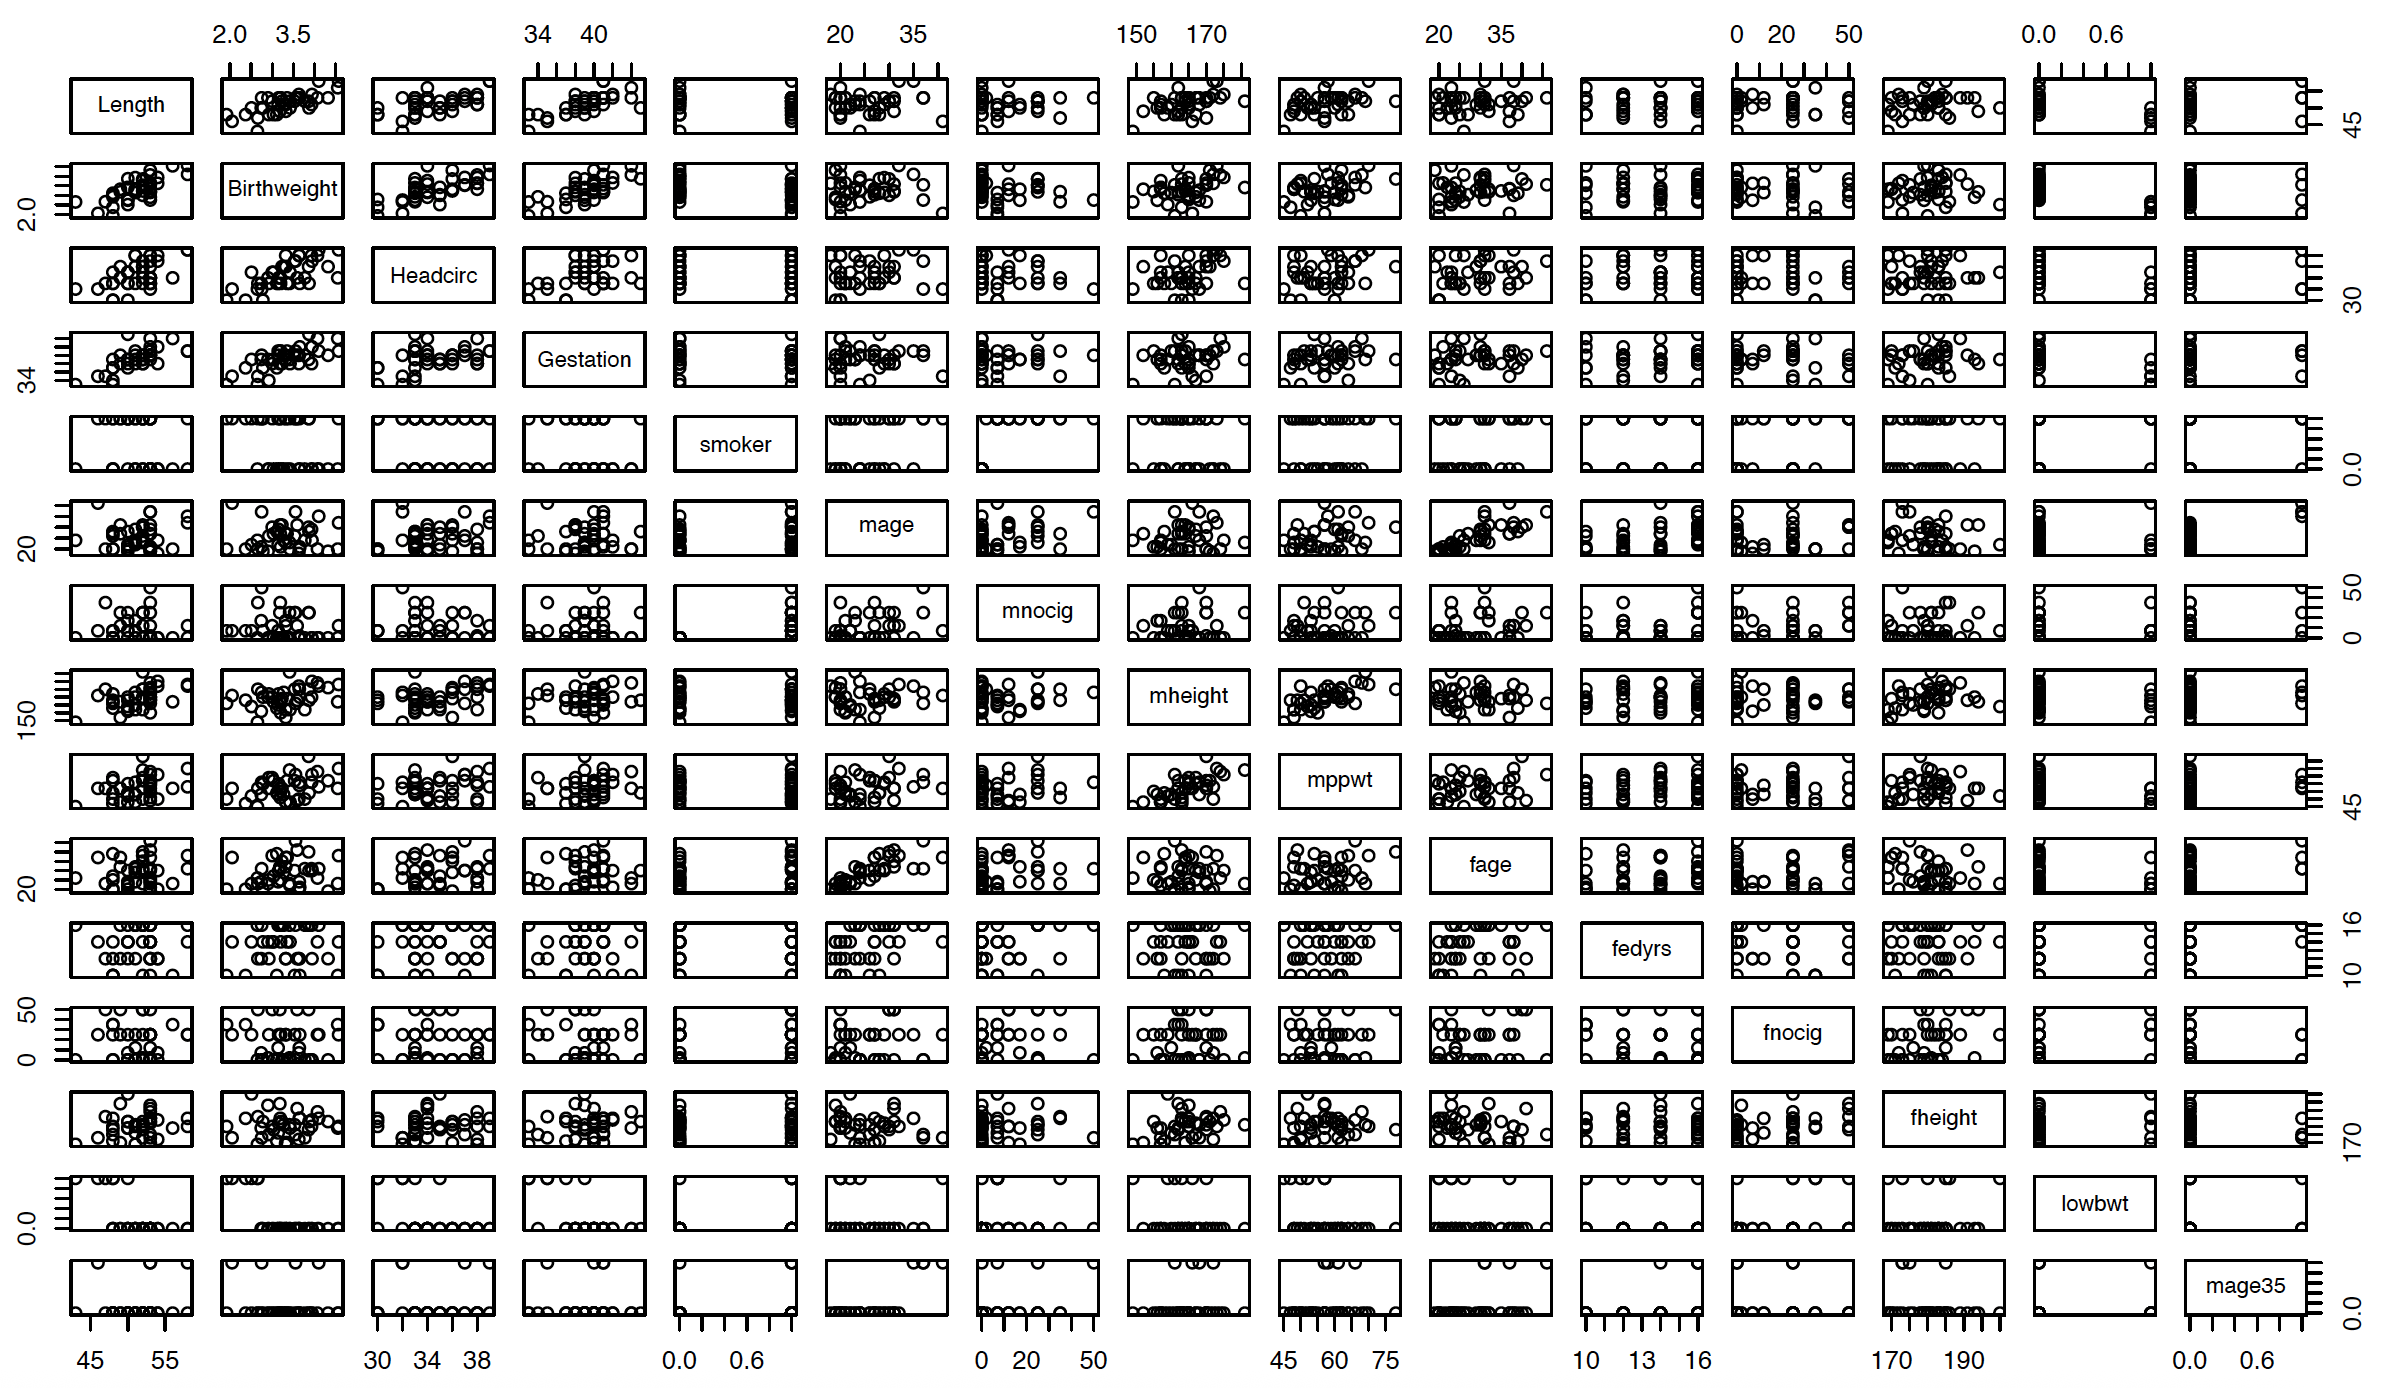 2.0 3.5 20 35 150 170 20 35 0 20 50 0.0 0.6
34 40
Length
45
Birthweight
2.0
Headcirc
30
Gestation
34
smoker
0.0
mage
20
mnocig
0 50
mheight
150
mppwt
45
fage
20
fedyrs
10 16
fnocig
0 50
fheight
170
lowbwt
0.0
mage35
0.0
45 55 30 34 38 0.0 0.6 0 20 50 45 60 75 10 13 16 170 190 0.0 0.6